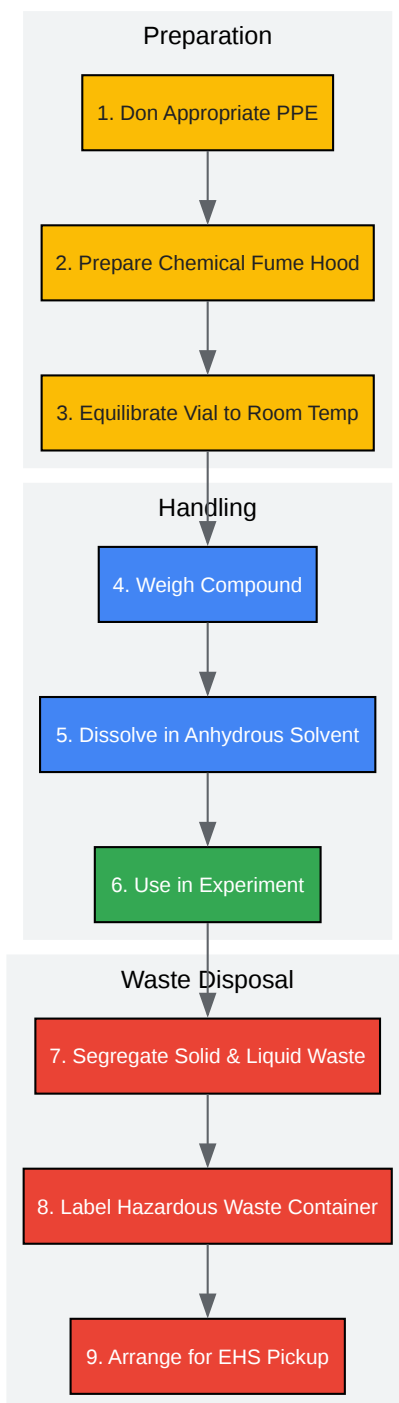 Preparation
1. Don Appropriate PPE
2. Prepare Chemical Fume Hood
3. Equilibrate Vial to Room Temp
Handling
4. Weigh Compound
5. Dissolve in Anhydrous Solvent
6. Use in Experiment
Waste Disposal
7. Segregate Solid & Liquid Waste
8. Label Hazardous Waste Container
9. Arrange for EHS Pickup